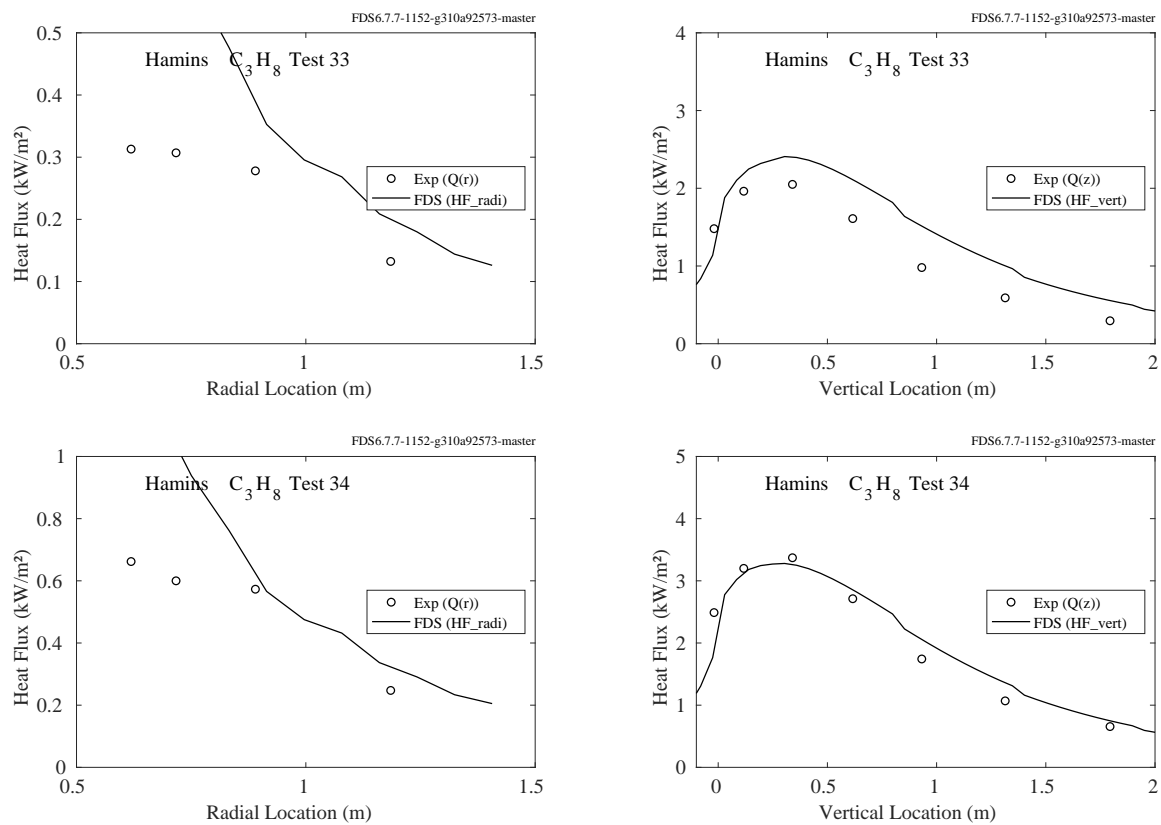 FDS6.7.7-1152-g310a92573-master
Hamins C3H8 Test 33
Heat Flux (kW/m²)
0.5
0.4
0.3
0.2
0.1
0
Exp (Q(r))
FDS (HF_radi)
0.5 1 1.5
Radial Location (m)
FDS6.7.7-1152-g310a92573-master
Hamins C3H8 Test 33
Heat Flux (kW/m²)
4
3
2
1
0
Exp (Q(z))
FDS (HF_vert)
0 0.5 1 1.5 2
Vertical Location (m)
FDS6.7.7-1152-g310a92573-master
Hamins C3H8 Test 34
Heat Flux (kW/m²)
1
0.8
0.6
0.4
0.2
0
Exp (Q(r))
FDS (HF_radi)
0.5 1 1.5
Radial Location (m)
FDS6.7.7-1152-g310a92573-master
Hamins C3H8 Test 34
Heat Flux (kW/m²)
5
4
3
2
1
0
Exp (Q(z))
FDS (HF_vert)
0 0.5 1 1.5 2
Vertical Location (m)